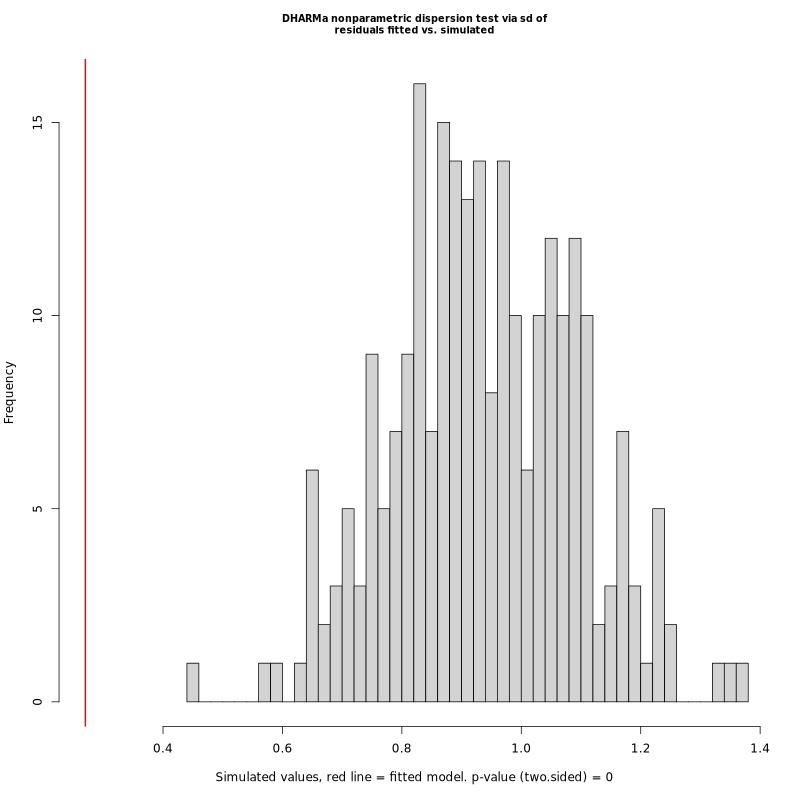 DHARMa nonparametric dispersion test via sd of
residuals fitted vs. simulated
Frequency
15
10
5
0
0.4 0.6 0.8 1.0 1.2 1.4
Simulated values, red line = fitted model. p-value (two.sided) = 0